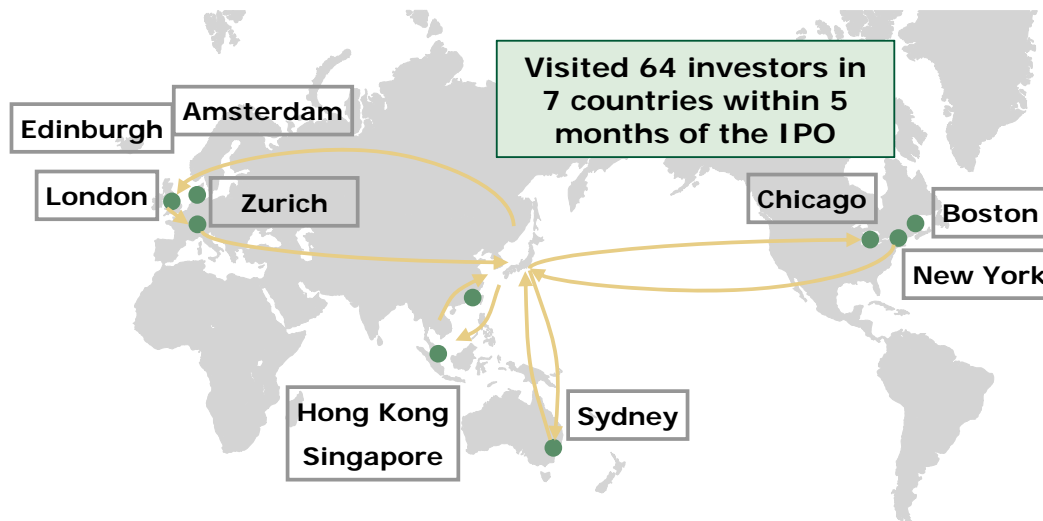 Visited 64 investors in
7 countries within 5
months of the IPO
Amsterdam
Edinburgh
London
Zurich
Chicago
Boston
New York
Hong Kong
Singapore
Sydney